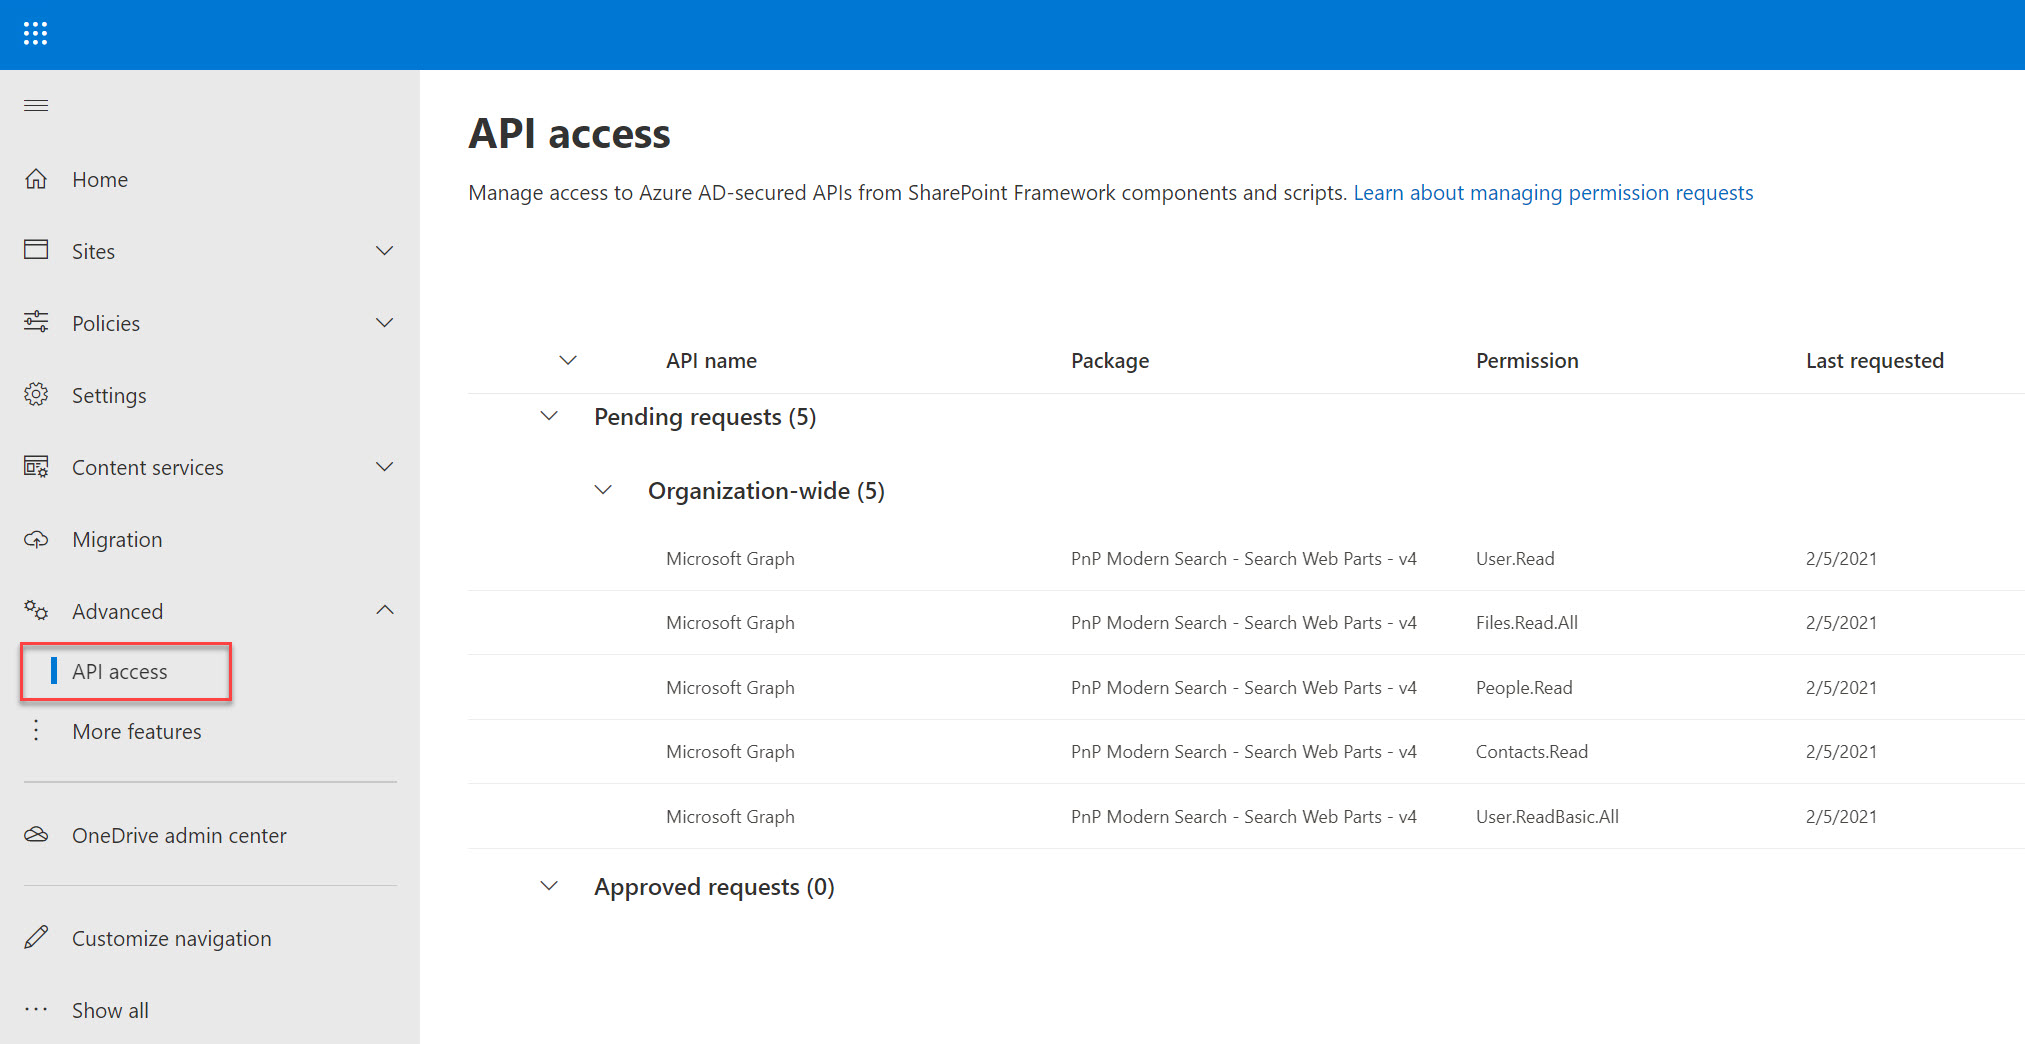 Home
Sites
Policies
Settings
Content services
Migration
Advanced
API access
More features
OneDrive admin center
Customize navigation
Show all
API access
Manage access to Azure AD-secured APIs from SharePoint Framework components and scripts. Learn about managing permission requests
API name Package Permission Last requested
Pending requests (5)
Organization-wide (5)
Microsoft Graph PnP Modern Search - Search Web Parts - v4 User.Read 2/5/2021
Microsoft Graph PnP Modern Search - Search Web Parts - v4 Files.Read.All 2/5/2021
Microsoft Graph PnP Modern Search - Search Web Parts - v4 People.Read 2/5/2021
Microsoft Graph PnP Modern Search - Search Web Parts - v4 Contacts.Read 2/5/2021
Microsoft Graph PnP Modern Search - Search Web Parts - v4 User.ReadBasic.All 2/5/2021
Approved requests (0)